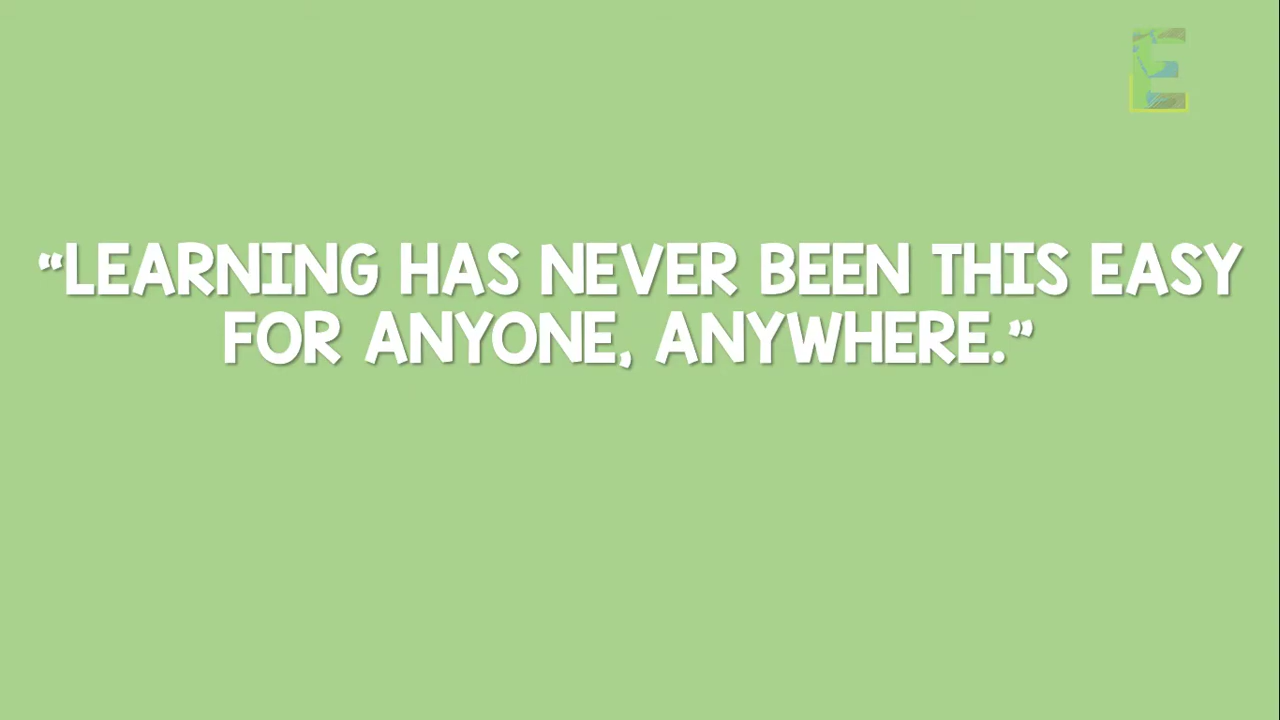 E
“LEARNING HAS NEVER BEEN THIS EASY
FOR ANYONE, ANYWHERE.”